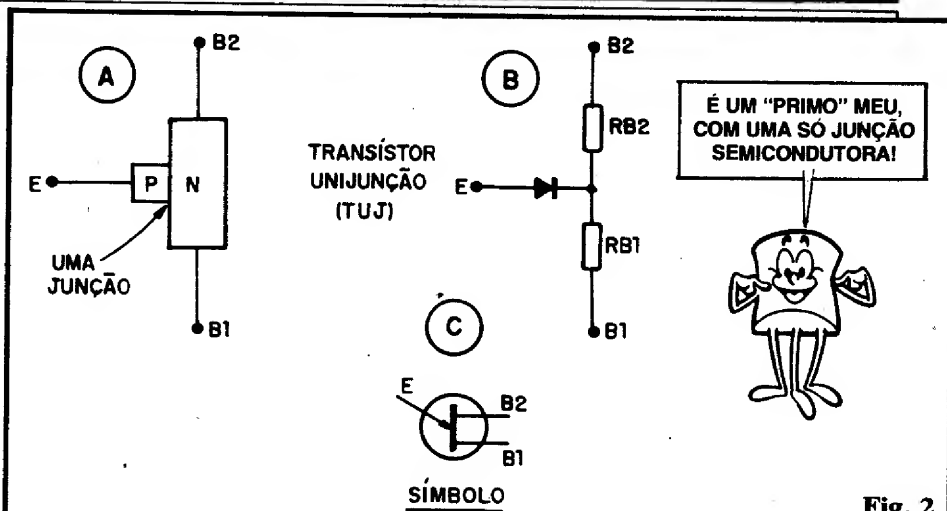 A
B2
E
P
N
UMA
JUNÇÃO
B1
TRANSÍSTOR
UNIJUNÇÃO
(TUJ)
B
B2
RB2
E
RB1
B1
É UM "PRIMO" MEU,
COM UMA SÓ JUNÇÃO
SEMICONDUTORA!
C
E
B2
B1
SÍMBOLO
Fig. 2